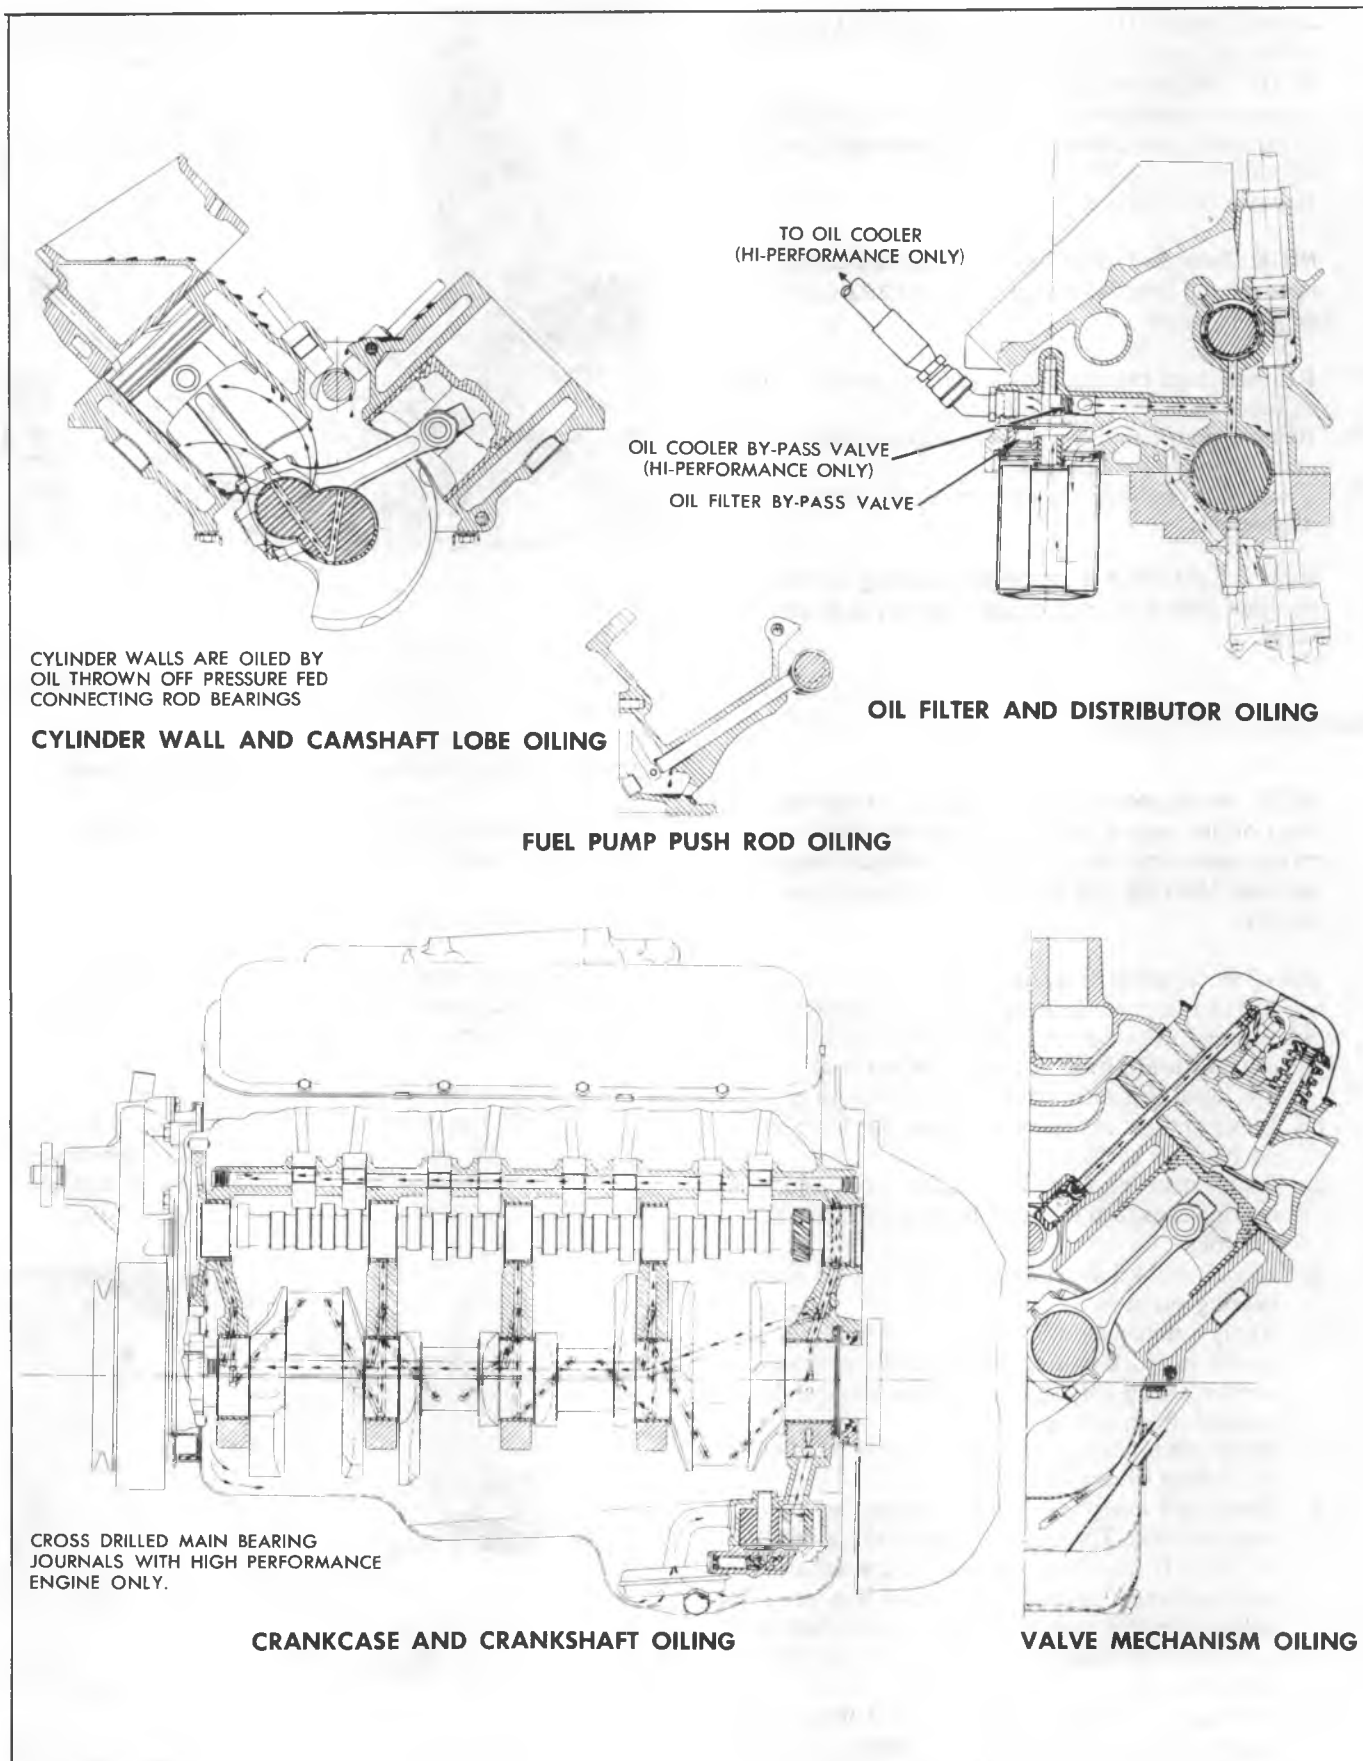 TO OIL COOLER
(HI-PERFORMANCE ONLY)
OIL COOLER BY-PASS VALVE
(HI-PERFORMANCE ONLY)
OIL FILTER BY-PASS VALVE
CYLINDER WALLS ARE OILED BY
OIL THROWN OFF PRESSURE FED
CONNECTING ROD BEARINGS
CYLINDER WALL AND CAMSHAFT LOBE OILING
OIL FILTER AND DISTRIBUTOR OILING
FUEL PUMP PUSH ROD OILING
CROSS DRILLED MAIN BEARING
JOURNALS WITH HIGH PERFORMANCE
ENGINE ONLY.
CRANKCASE AND CRANKSHAFT OILING
VALVE MECHANISM OILING